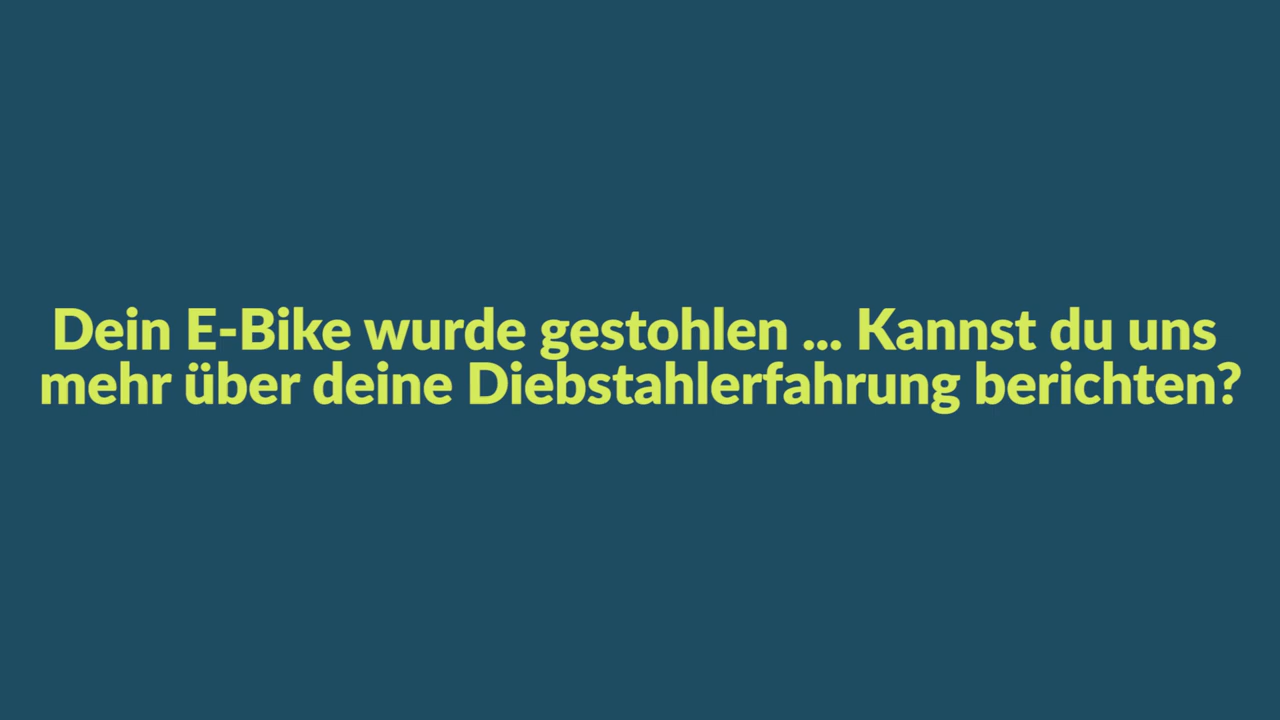 Dein E-Bike wurde gestohlen ... Kannst du uns
mehr über deine Diebstahlerfahrung berichten?